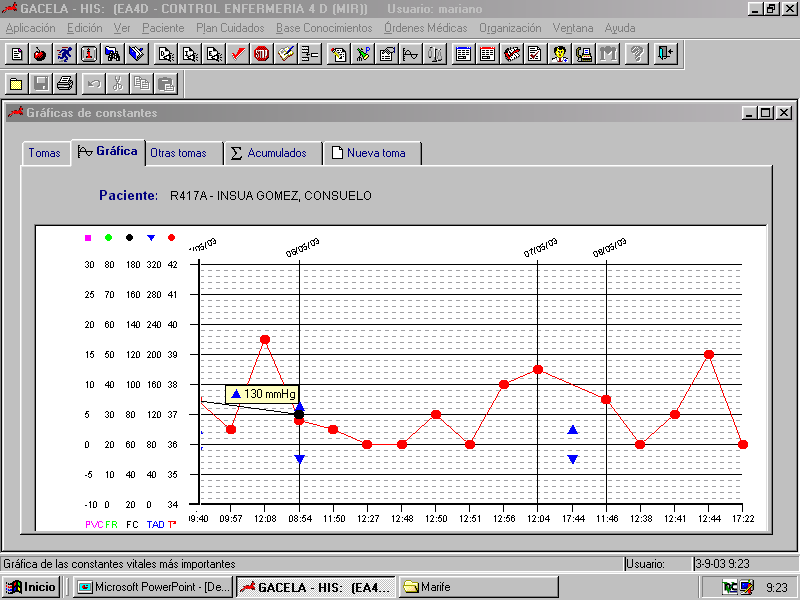 GACELA - HIS: (EA4D - CONTROL ENFERMERIA 4 D (MIR)) Usuario: mariano
Aplicación Edición Ver Paciente Plan Cuidados Base Conocimientos Órdenes Médicas Organización Ventana Ayuda
Gráficas de constantes
Tomas Gráfica Otras tomas Σ Acumulados Nueva toma
Paciente: R417A - INSUA GOMEZ, CONSUELO
06/05/09 07/05/09 08/05/09
30 80 180 320 42
25 70 160 280 41
20 60 140 240 40
15 50 120 200 39
10 40 100 160 38
130 mmHg
5 30 80 120 37
0 20 60 80 36
-5 10 40 40 35
-10 0 20 0 34
09:40 09:57 12:08 08:54 11:50 12:27 12:48 12:50 12:51 12:56 12:04 17:44 11:46 12:38 12:41 12:44 17:22
PVC FR FC TAD Tª
Gráfica de las constantes vitales más importantes Usuario: 3-9-03 9:23
Inicio Microsoft PowerPoint - [De... GACELA - HIS: (EA4... Marife 9:23